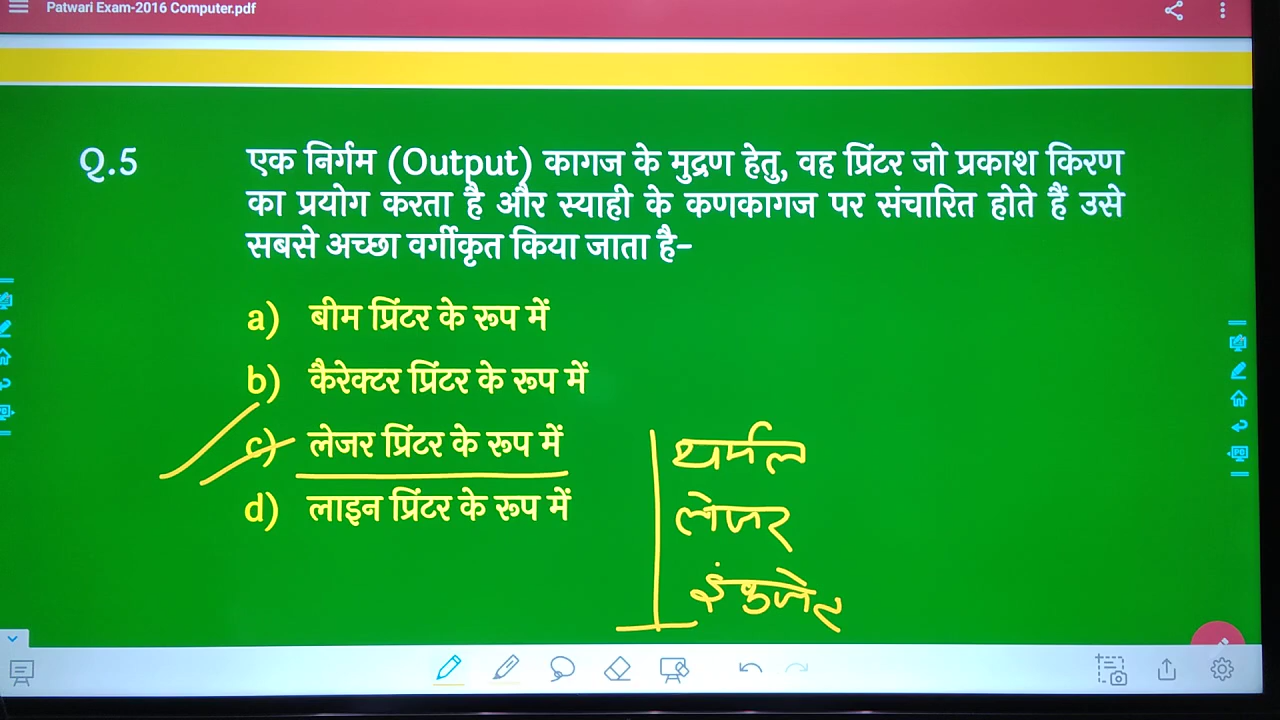 Patwari Exam-2016 Computer.pdf
Q.5 एक निर्गम (Output) कागज के मुद्रण हेतु, वह प्रिंटर जो प्रकाश किरण
का प्रयोग करता है और स्याही के कणकागज पर संचारित होते हैं उसे
सबसे अच्छा वर्गीकृत किया जाता है-
a) बीम प्रिंटर के रूप में
b) कैरेक्टर प्रिंटर के रूप में
c) लेजर प्रिंटर के रूप में
d) लाइन प्रिंटर के रूप में
थर्मल
लेजर
इंकजेट